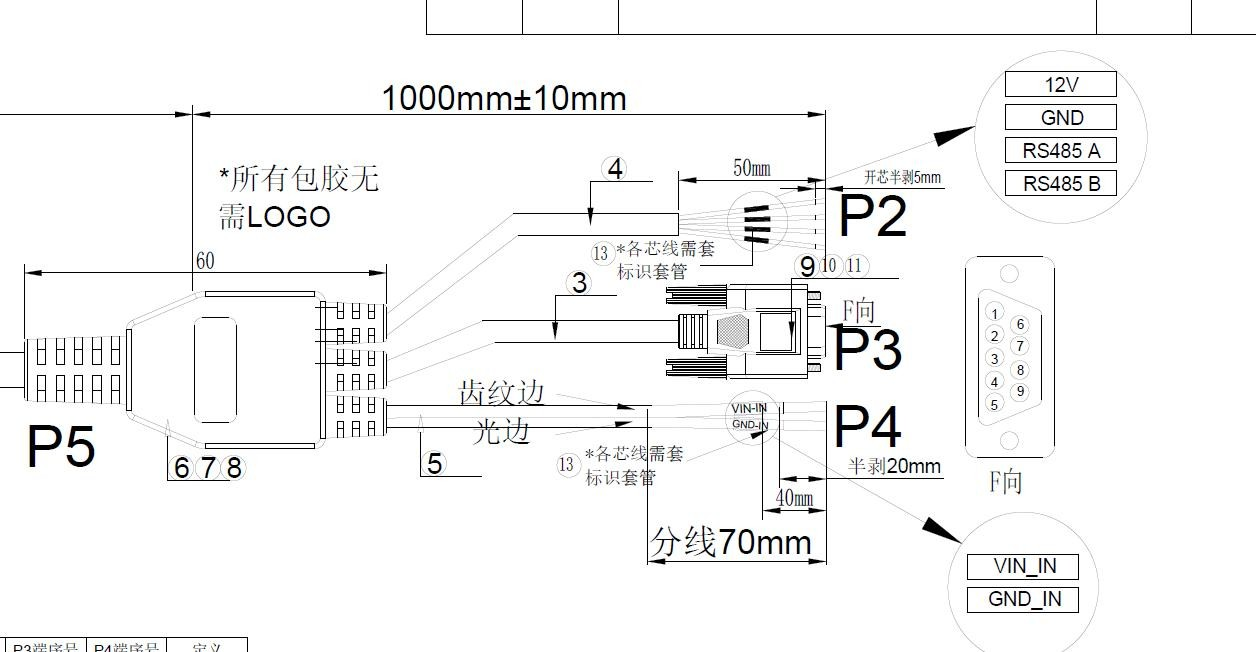 1000mm±10mm
12V
GND
RS485 A
RS485 B
*所有包胶无
需LOGO
4
50mm
开芯半剥5mm
P2
13 *各芯线需套
标识套管
60
3
9 10 11
F向
P3
1
2
3
4
5
6
7
8
9
F向
齿纹边
光边
VIN-IN
GND-IN
P4
P5
6 7 8
5
13 *各芯线需套
标识套管
半剥20mm
40mm
分线70mm
VIN_IN
GND_IN
P3端序号
P4端序号
定义